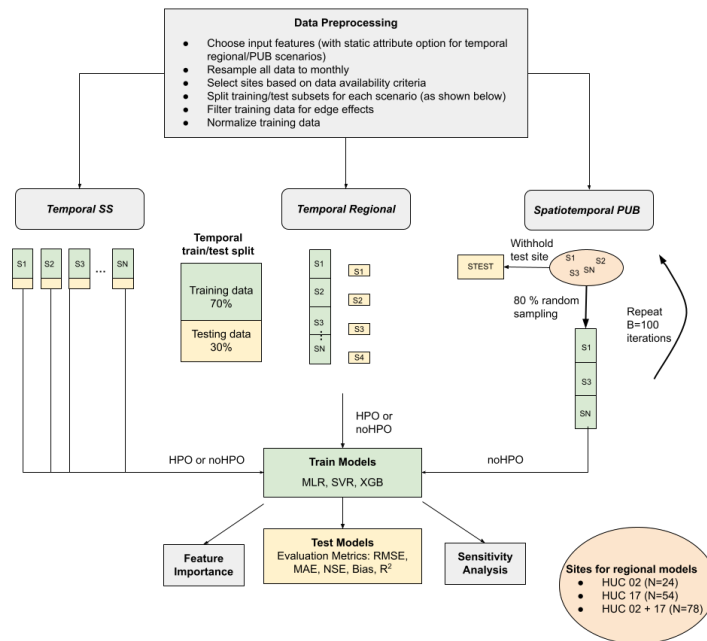 Data Preprocessing
● Choose input features (with static attribute option for temporal
regional/PUB scenarios)
● Resample all data to monthly
● Select sites based on data availability criteria
● Split training/test subsets for each scenario (as shown below)
● Filter training data for edge effects
● Normalize training data
Temporal SS
Temporal Regional
Spatiotemporal PUB
S1 S2 S3 ... SN
Temporal
train/test split
Training data
70%
Testing data
30%
S1
S2
S3
⋮
SN
S1
S2
S3
S4
Withhold
test site
STEST
S1
S2
S3
SN
80 % random
sampling
S1
S3
SN
Repeat
B=100
iterations
HPO or noHPO
HPO or
noHPO
noHPO
Train Models
MLR, SVR, XGB
Feature
Importance
Test Models
Evaluation Metrics: RMSE,
MAE, NSE, Bias, R²
Sensitivity
Analysis
Sites for regional models
● HUC 02 (N=24)
● HUC 17 (N=54)
● HUC 02 + 17 (N=78)